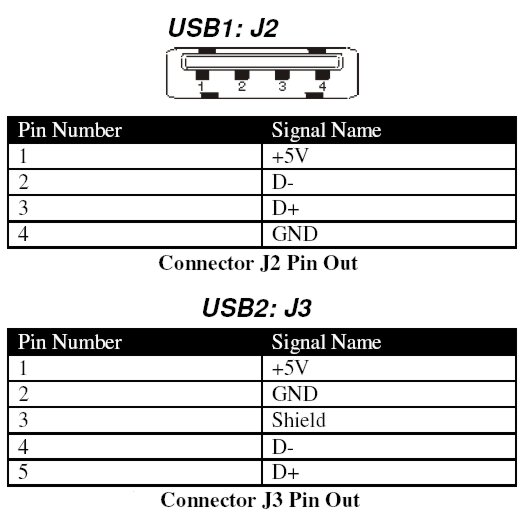 USB1: J2
1 2 3 4
Pin Number Signal Name
1 +5V
2 D-
3 D+
4 GND
Connector J2 Pin Out
USB2: J3
Pin Number Signal Name
1 +5V
2 GND
3 Shield
4 D-
5 D+
Connector J3 Pin Out